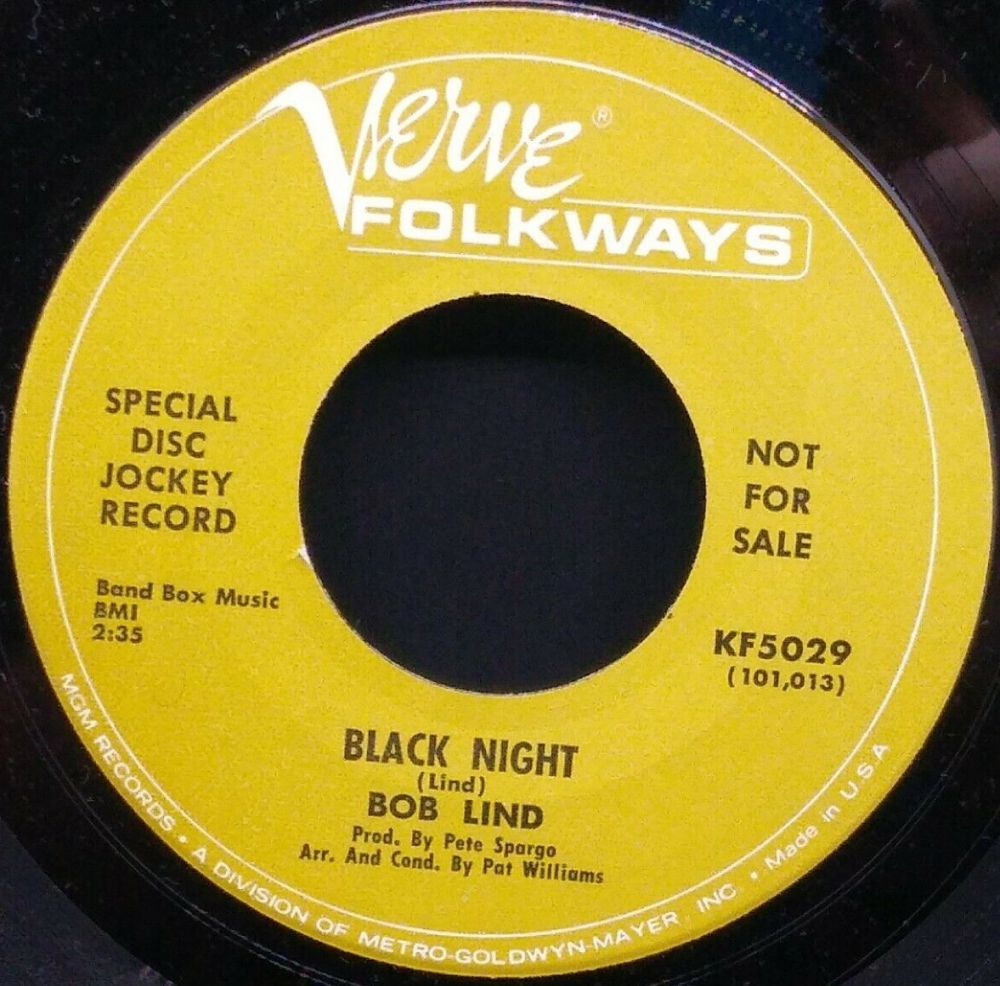 Verve ®
FOLKWAYS
SPECIAL
DISC
JOCKEY
RECORD
Band Box Music
BMI
2:35
NOT
FOR
SALE
KF5029
(101,013)
BLACK NIGHT
(Lind)
BOB LIND
Prod. By Pete Spargo
Arr. And Cond. By Pat Williams
MGM RECORDS • A DIVISION OF METRO-GOLDWYN-MAYER INC. • Made in U.S.A